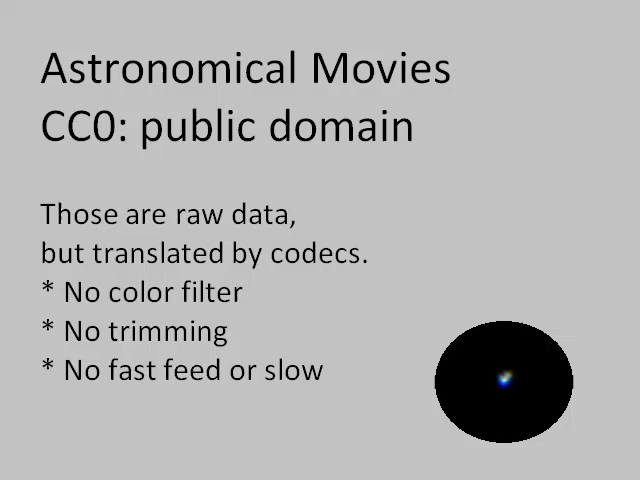 Astronomical Movies
CC0: public domain
Those are raw data,
but translated by codecs.
* No color filter
* No trimming
* No fast feed or slow